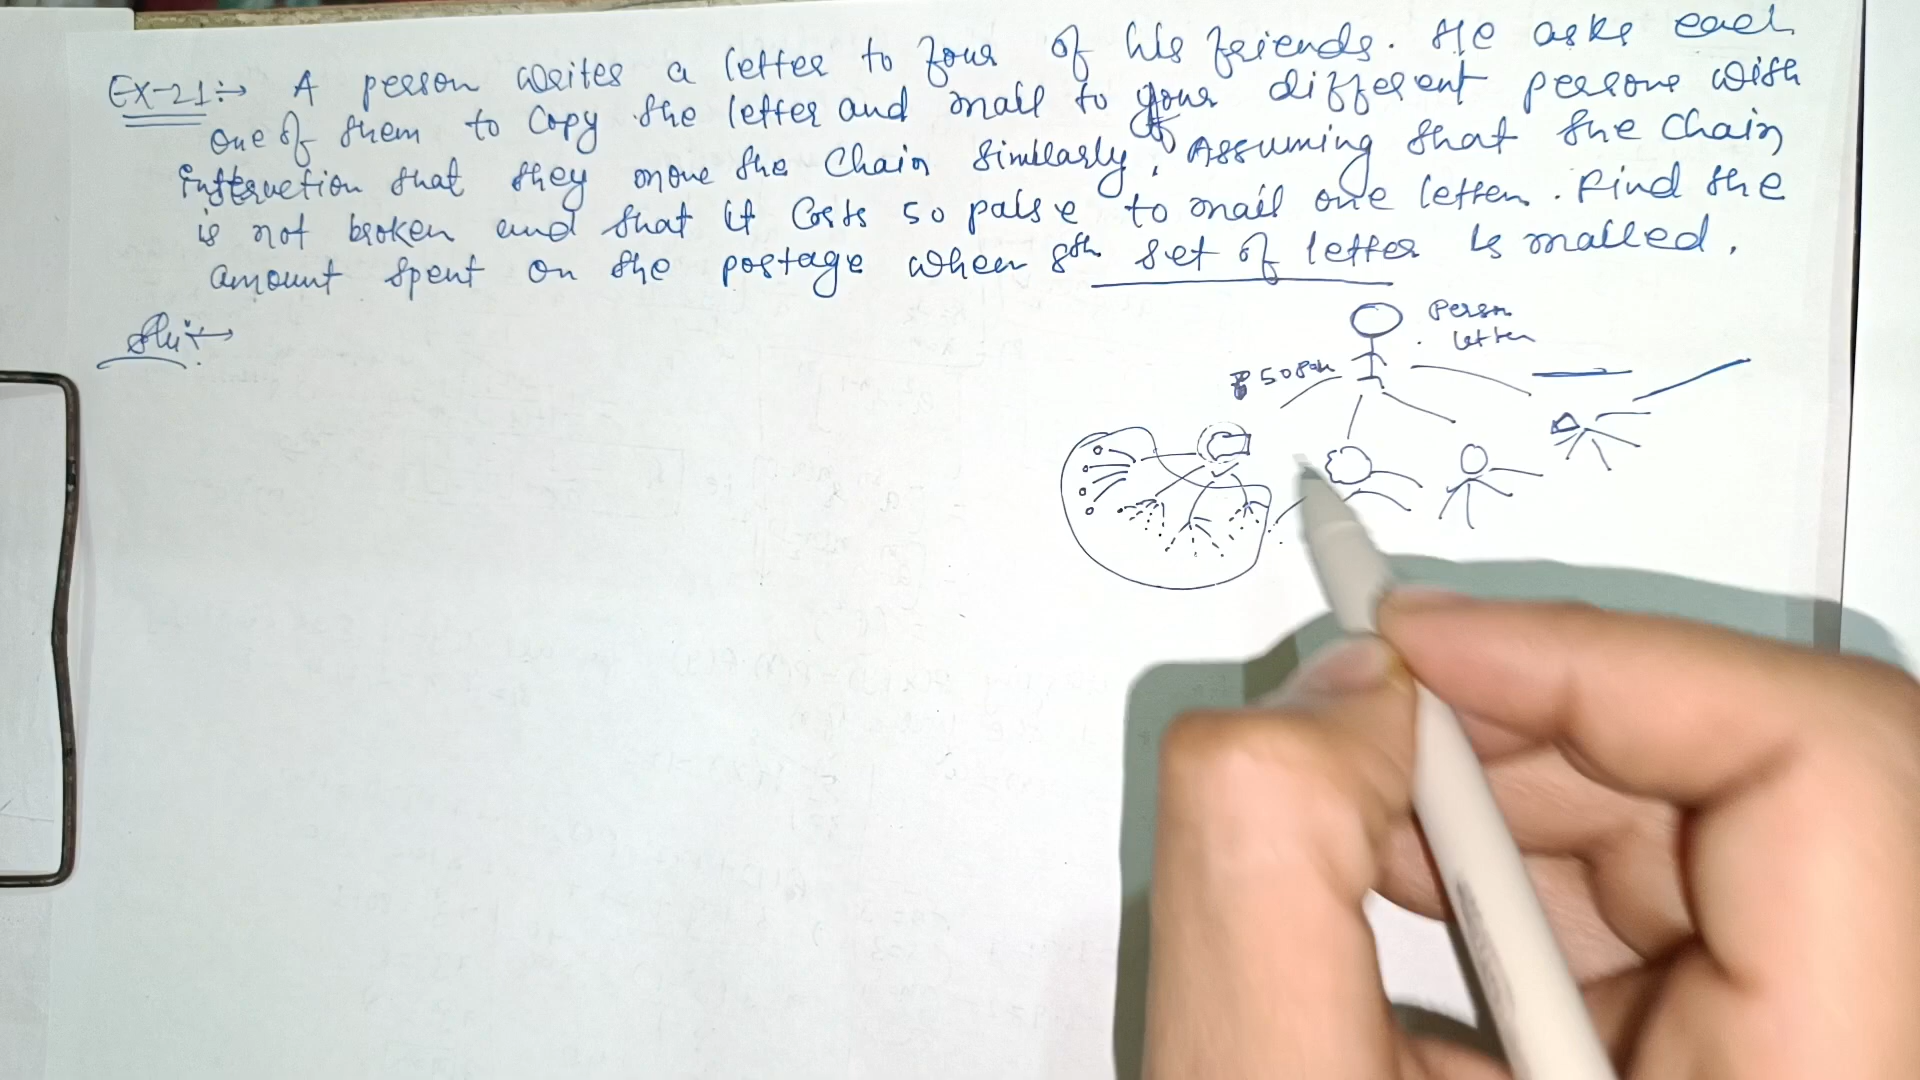 Ex-21:→ A person writes a letter to four of his friends. He asks each
one of them to copy the letter and mail to four different persons with
instruction that they move the chain similarly. Assuming that the chain
is not broken and that it costs 50 paise to mail one letter. Find the
amount spent on the postage when 8th set of letter is mailed.
Person
letter